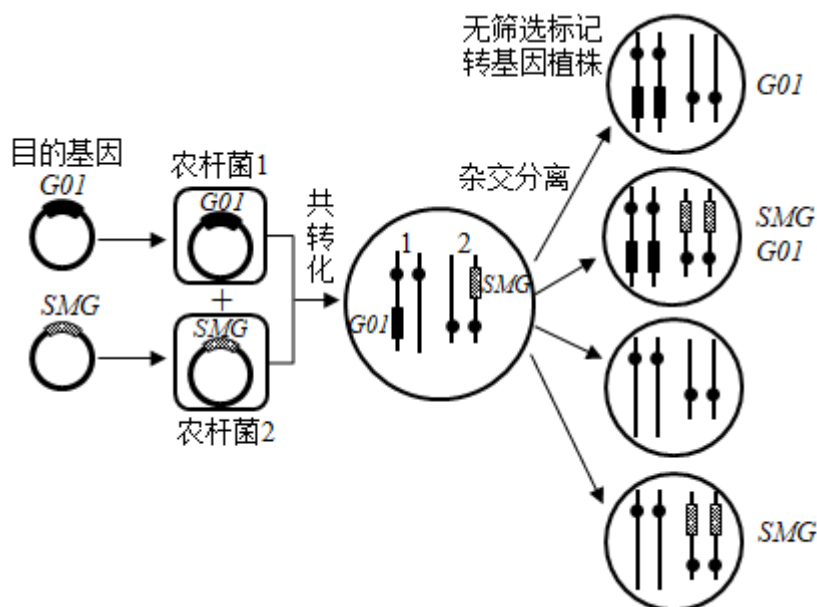 无筛选标记
转基因植株
G01
目的基因
G01
农杆菌1
G01
共转化
杂交分离
SMG
G01
1 2
SMG
G01
SMG
+
SMG
农杆菌2
SMG